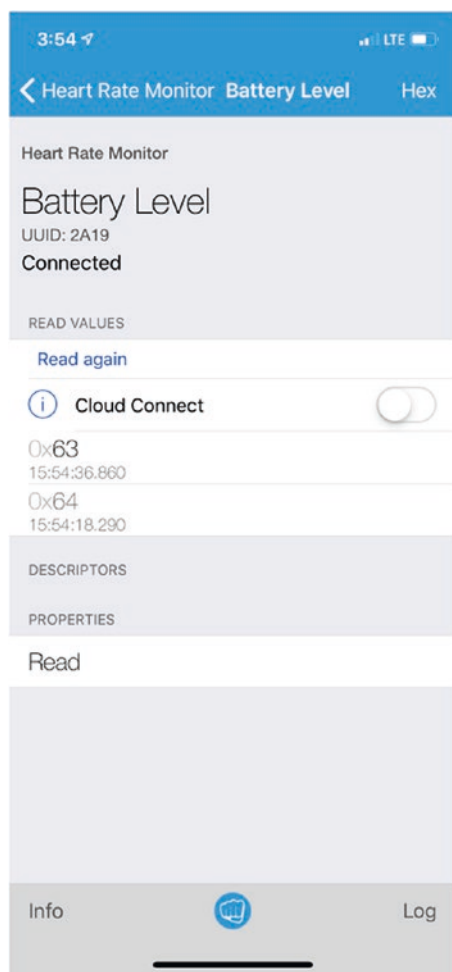 3:54
LTE
Heart Rate Monitor Battery Level Hex
Heart Rate Monitor
Battery Level
UUID: 2A19
Connected
READ VALUES
Read again
i Cloud Connect
0x63
15:54:36.860
0x64
15:54:18.290
DESCRIPTORS
PROPERTIES
Read
Info Log